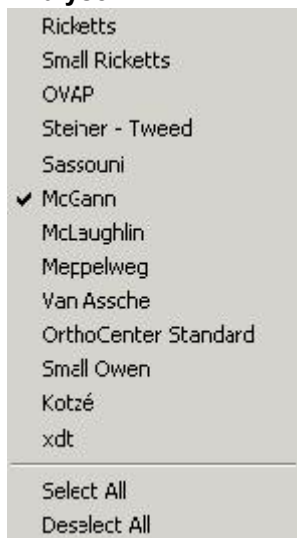 Ricketts
Small Ricketts
OVAP
Steiner - Tweed
Sassouni
McGann
McLaughlin
Meppelweg
Van Assche
OrthoCenter Standard
Small Owen
Kotzé
xdt
Select All
Deselect All